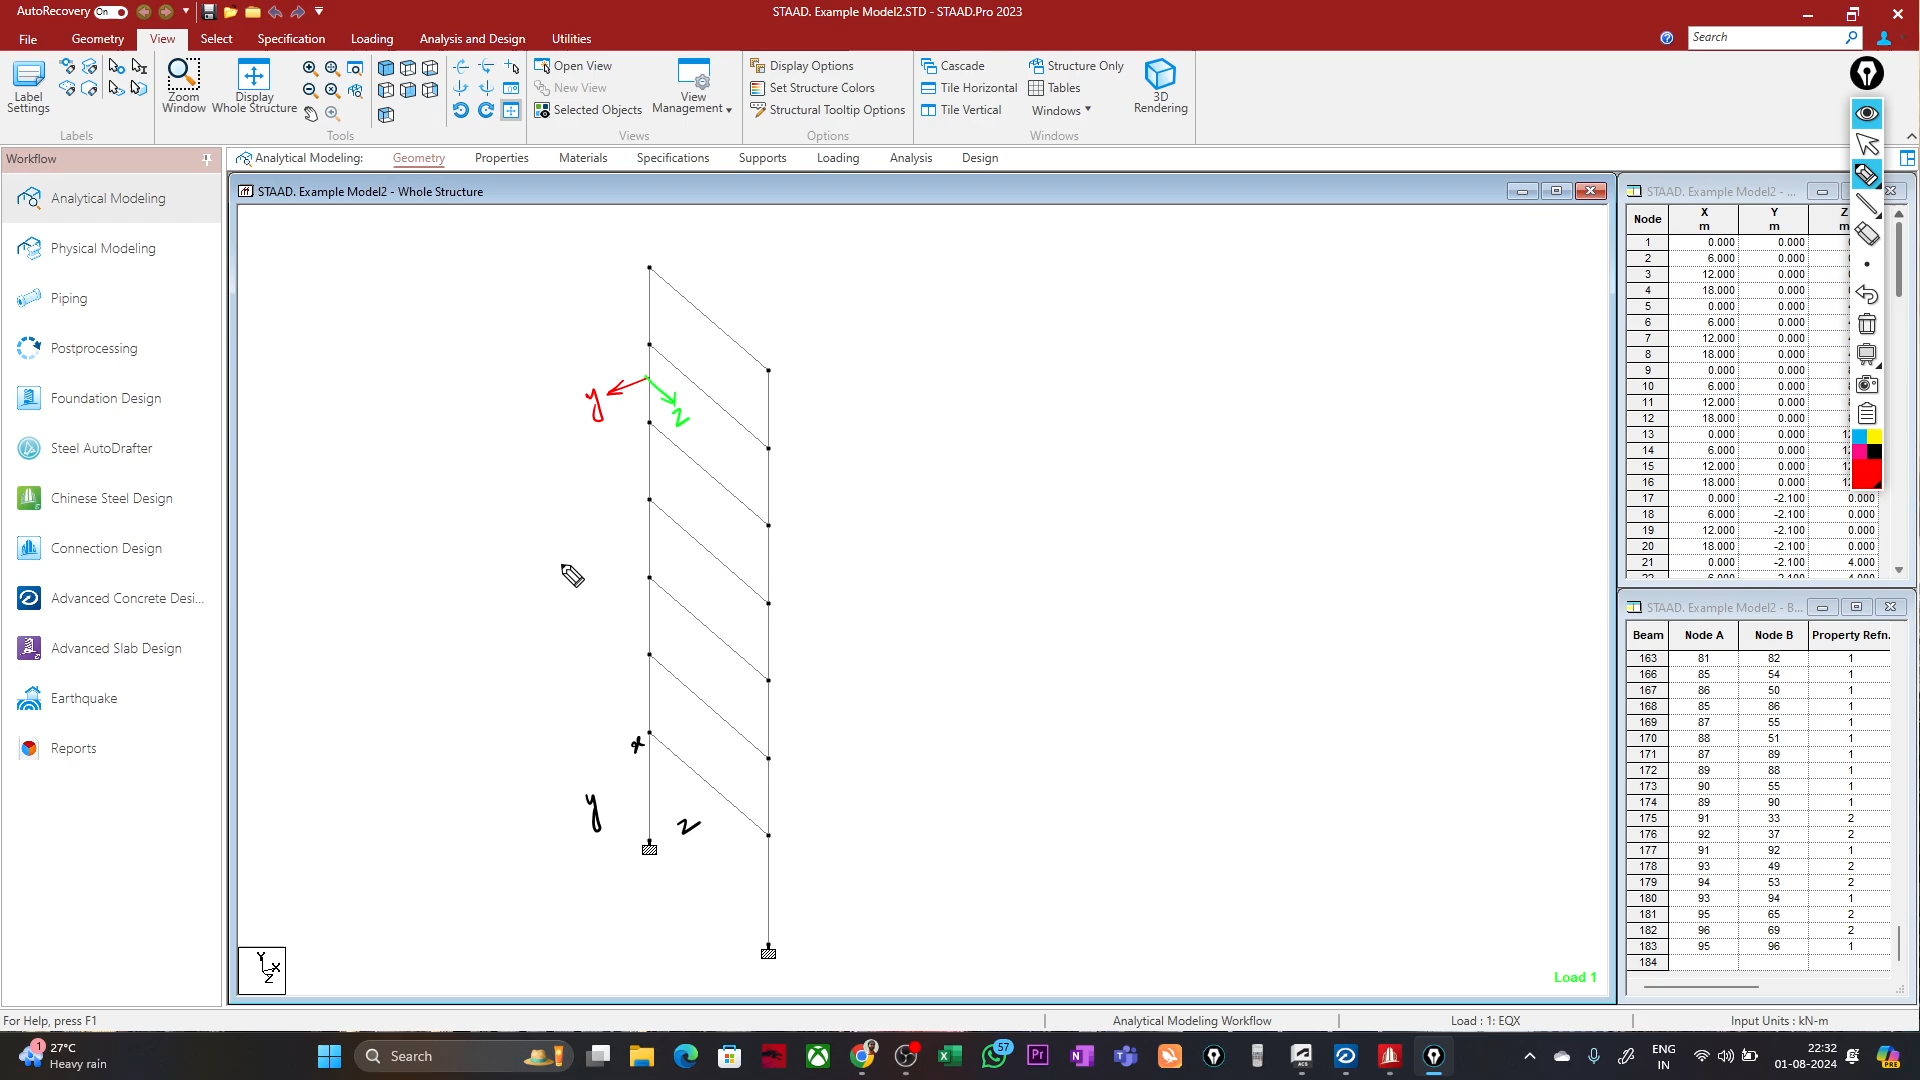 AutoRecovery On
STAAD. Example Model2.STD - STAAD.Pro 2023
File Geometry View Select Specification Loading Analysis and Design Utilities
Search
Label Settings
Zoom Window
Display Whole Structure
Open View
New View
Selected Objects
View Management
Display Options
Set Structure Colors
Structural Tooltip Options
Cascade
Tile Horizontal
Tile Vertical
Structure Only
Tables
Windows
3D Rendering
Labels Tools Views Options Windows
Workflow
Analytical Modeling: Geometry Properties Materials Specifications Supports Loading Analysis Design
Analytical Modeling
Physical Modeling
Piping
Postprocessing
Foundation Design
Steel AutoDrafter
Chinese Steel Design
Connection Design
Advanced Concrete Desi...
Advanced Slab Design
Earthquake
Reports
STAAD. Example Model2 - Whole Structure
y
z
x
y
z
Y
X
Z
Load 1
STAAD. Example Model2 - ...
Node X m Y m Z m
1 0.000 0.000
2 6.000 0.000
3 12.000 0.000
4 18.000 0.000
5 0.000 0.000
6 6.000 0.000
7 12.000 0.000
8 18.000 0.000
9 0.000 0.000
10 6.000 0.000
11 12.000 0.000
12 18.000 0.000
13 0.000 0.000
14 6.000 0.000
15 12.000 0.000
16 18.000 0.000
17 0.000 -2.100 0.000
18 6.000 -2.100 0.000
19 12.000 -2.100 0.000
20 18.000 -2.100 0.000
21 0.000 -2.100 4.000
STAAD. Example Model2 - B...
Beam Node A Node B Property Refn.
163 81 82 1
166 85 54 1
167 86 50 1
168 85 86 1
169 87 55 1
170 88 51 1
171 87 89 1
172 89 88 1
173 90 55 1
174 89 90 1
175 91 33 2
176 92 37 2
177 91 92 1
178 93 49 2
179 94 53 2
180 93 94 1
181 95 65 2
182 96 69 2
183 95 96 1
184
For Help, press F1
Analytical Modeling Workflow
Load : 1: EQX
Input Units : kN-m
1
27°C
Heavy rain
Search
57
Pr
ENG
IN
22:32
01-08-2024
PRE